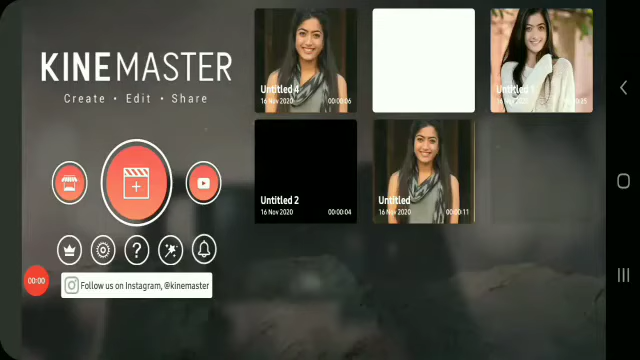 KINEMASTER
Create • Edit • Share
Untitled 4
16 Nov 2020 00:00:06
Untitled 2
16 Nov 2020 00:00:04
Untitled
16 Nov 2020 00:00:11
00:00
Follow us on Instagram, @kinemaster